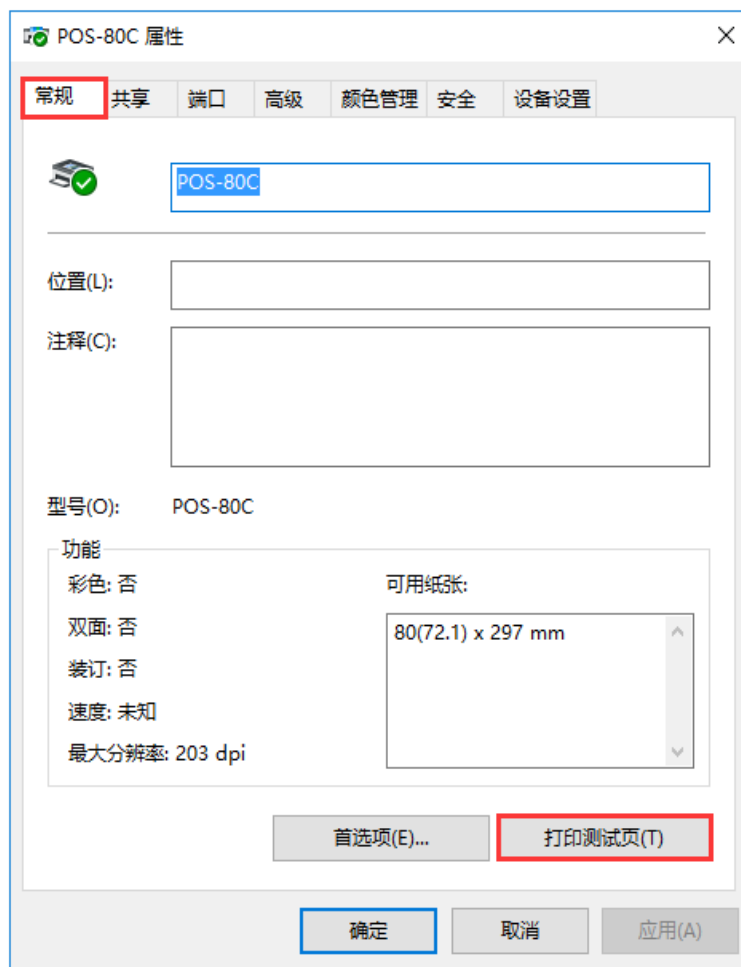 POS-80C 属性
常规 共享 端口 高级 颜色管理 安全 设备设置
POS-80C
位置(L):
注释(C):
型号(O): POS-80C
功能
彩色: 否 可用纸张:
双面: 否 80(72.1) x 297 mm
装订: 否
速度: 未知
最大分辨率: 203 dpi
首选项(E)... 打印测试页(T)
确定 取消 应用(A)